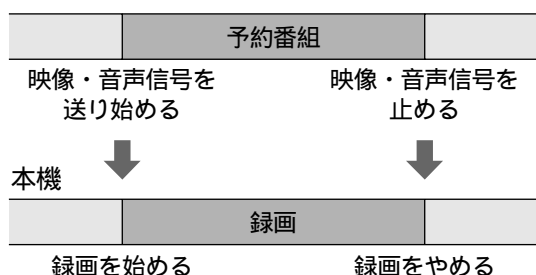 予約番組
映像・音声信号を
送り始める
映像・音声信号を
止める
本機
録画
録画を始める
録画をやめる